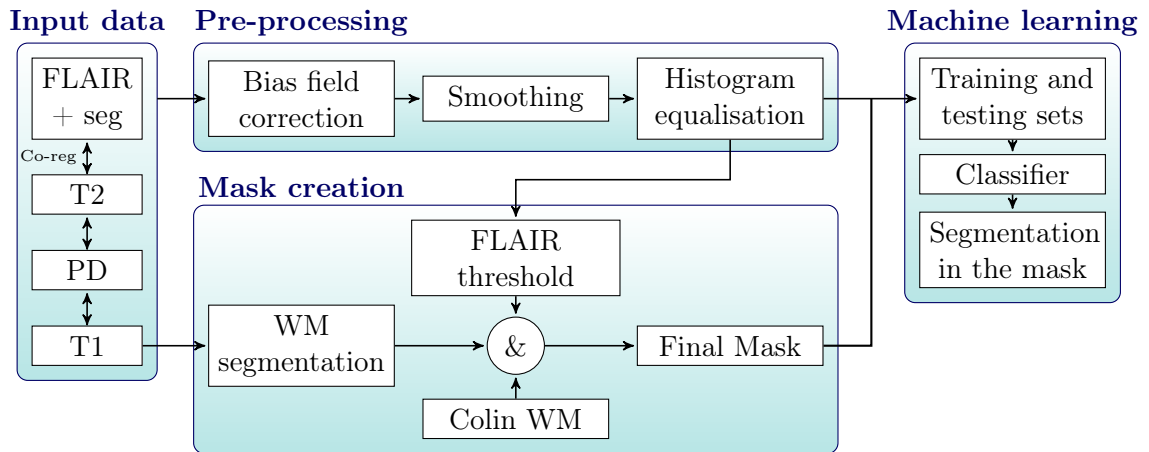 Input data
FLAIR
+ seg
Co-reg
T2
PD
T1
Pre-processing
Bias field
correction
Smoothing
Histogram
equalisation
Mask creation
FLAIR
threshold
WM
segmentation
&
Final Mask
Colin WM
Machine learning
Training and
testing sets
Classifier
Segmentation
in the mask